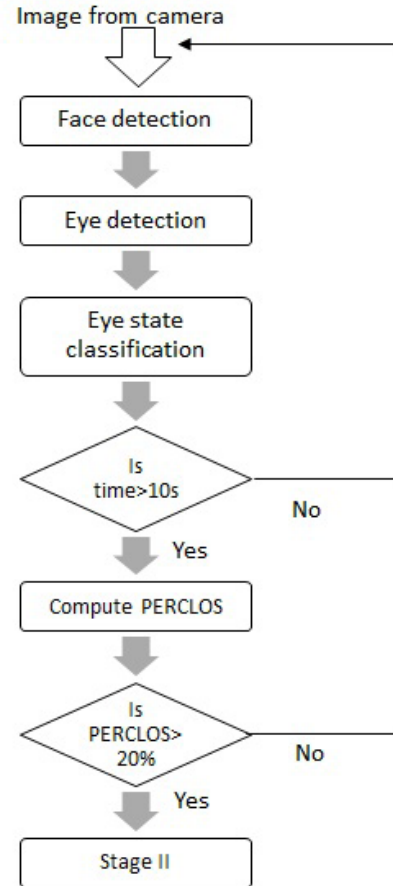 Image from camera
Face detection
Eye detection
Eye state
classification
Is
time>10s
No
Yes
Compute PERCLOS
Is
PERCLOS>
20%
No
Yes
Stage II